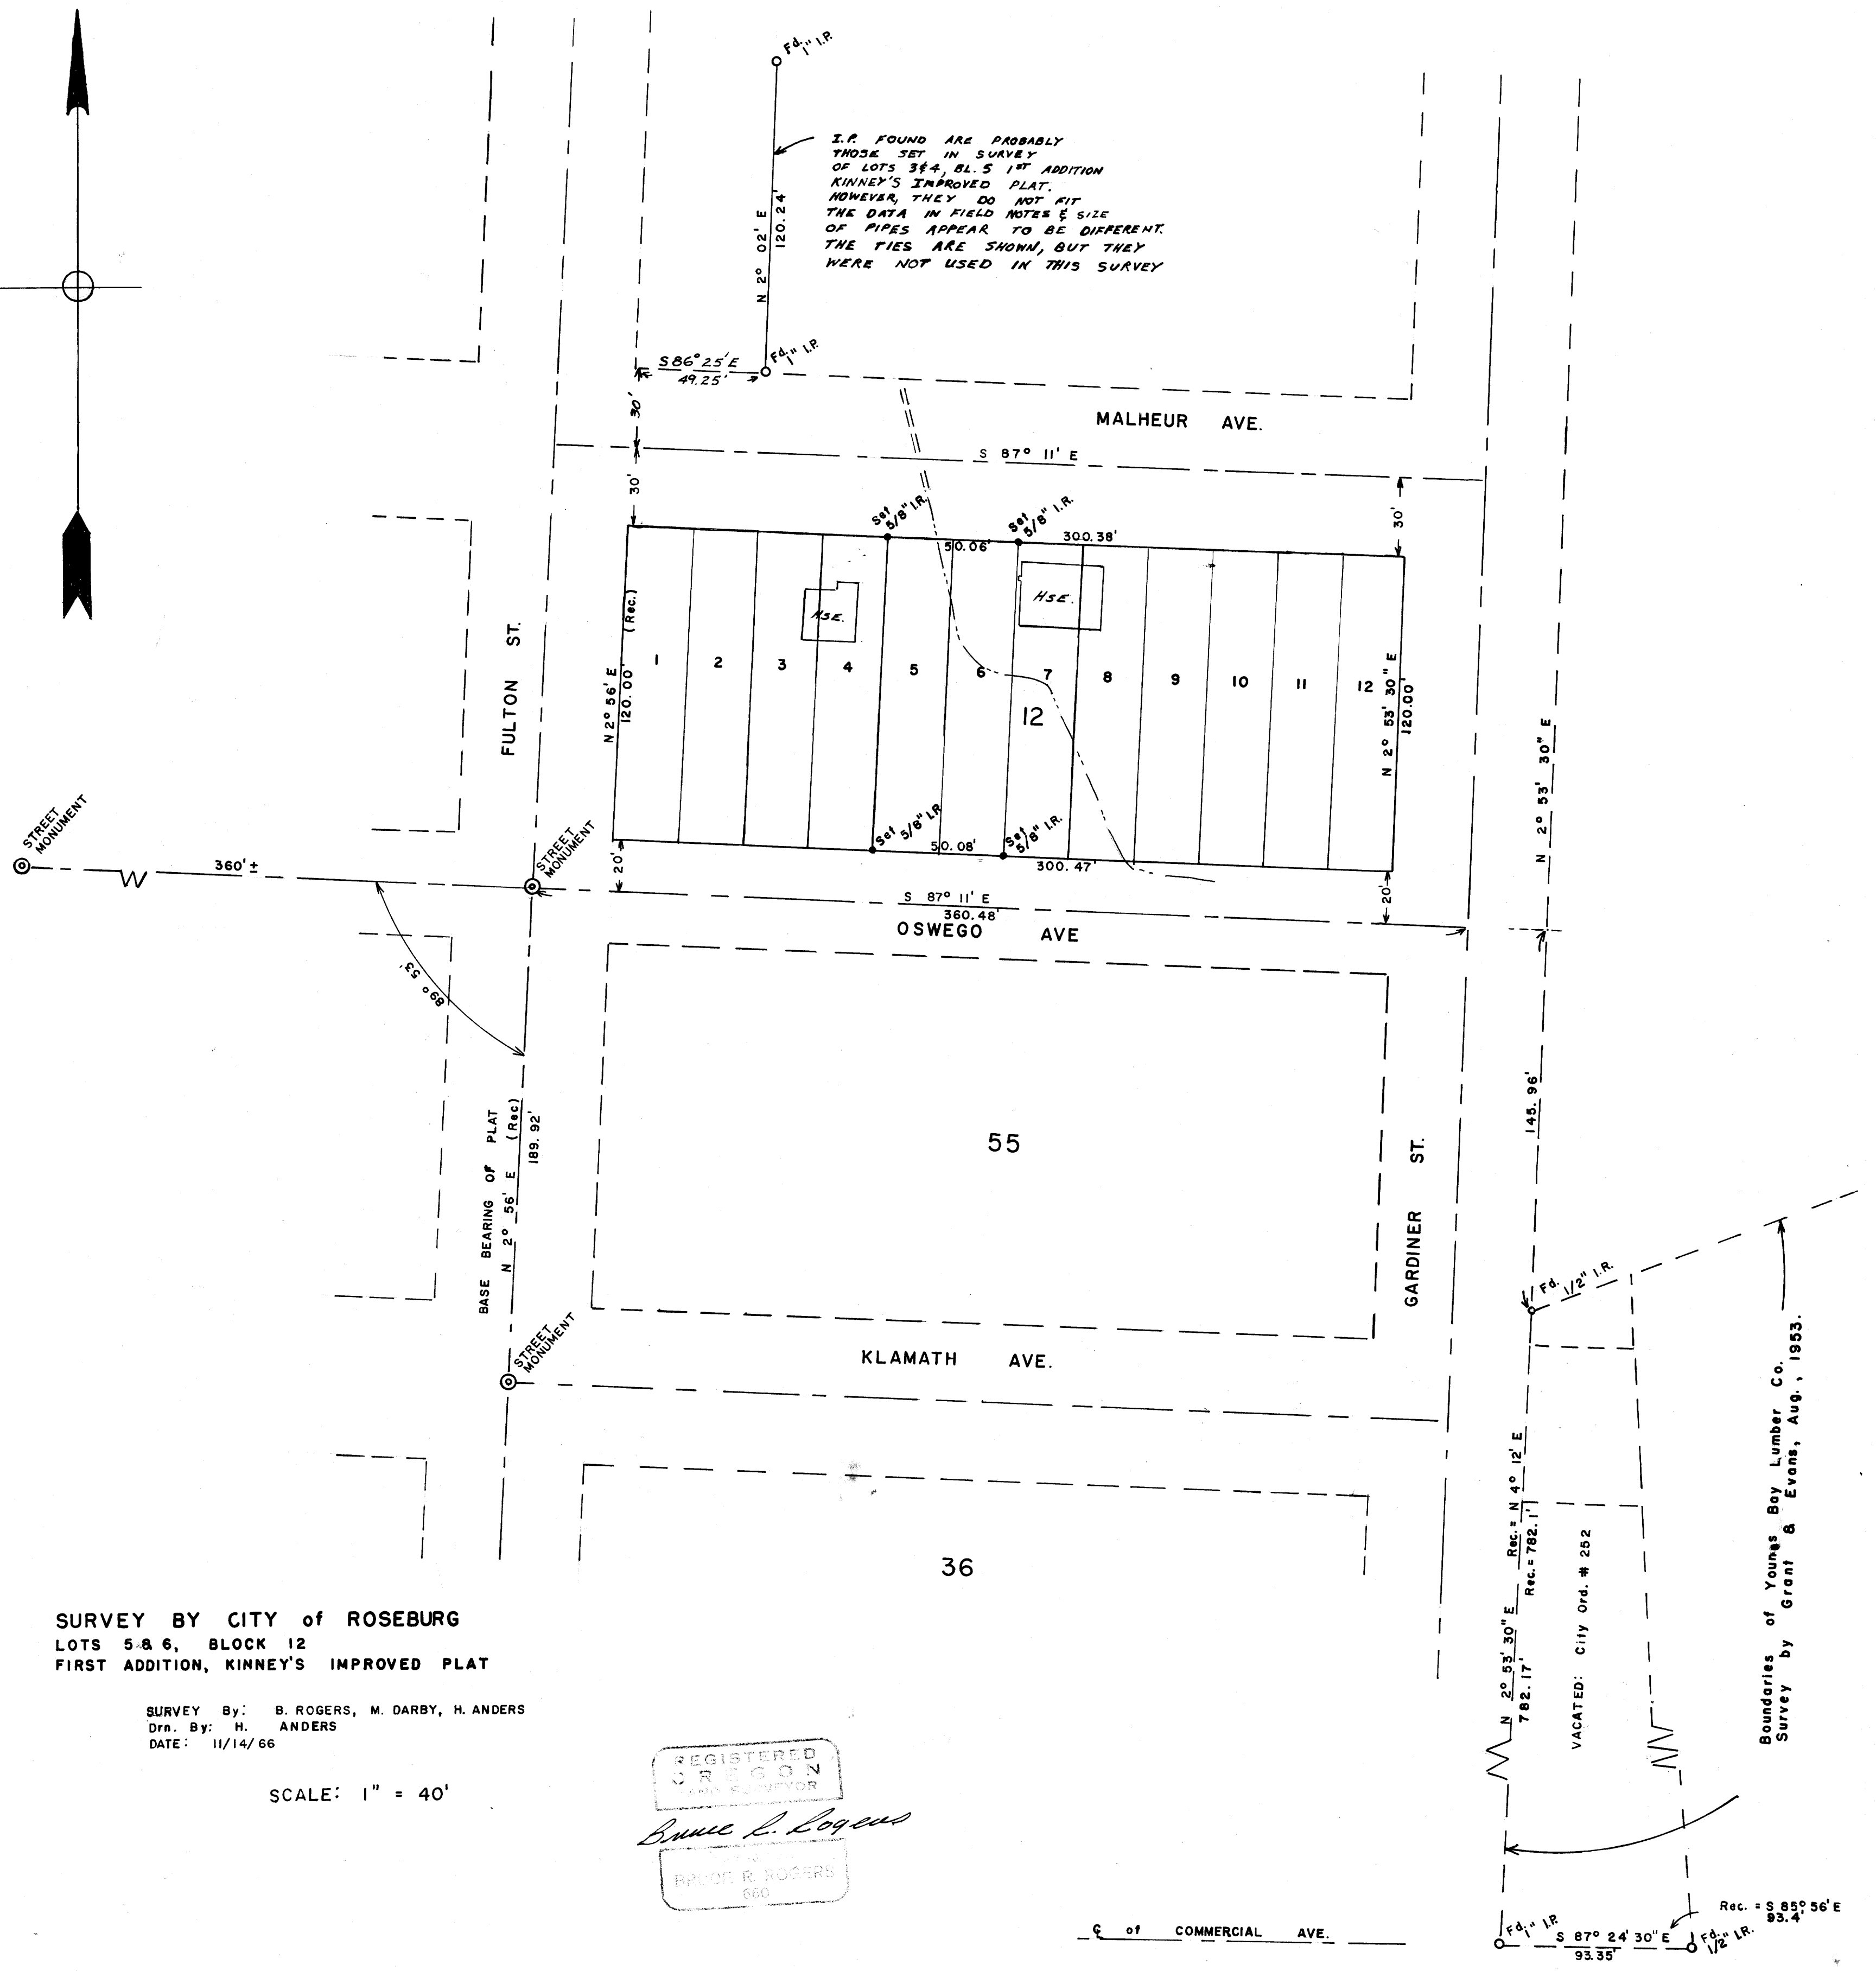 Fd. 1" I.P.
I.P. FOUND ARE PROBABLY
THOSE SET IN SURVEY
OF LOTS 3&4, BL. 5 1ST ADDITION
KINNEY'S IMPROVED PLAT.
HOWEVER, THEY DO NOT FIT
THE DATA IN FIELD NOTES & SIZE
OF PIPES APPEAR TO BE DIFFERENT.
THE TIES ARE SHOWN, BUT THEY
WERE NOT USED IN THIS SURVEY
N 2° 02' E
120.24'
S 86° 25' E
49.25'
Fd. 1" I.P.
30'
MALHEUR AVE.
S 87° 11' E
30'
30'
Set 5/8" I.R.
Set 5/8" I.R.
50.06'
300.38'
HSE.
HSE.
FULTON ST.
N 2° 56' E (Rec.)
120.00'
1
2
3
4
5
6
7
8
9
10
11
12
12
N 2° 53' 30" E
120.00'
N 2° 53' 30" E
STREET
MONUMENT
360' ±
STREET
MONUMENT
20'
Set 5/8" I.R.
50.08'
Set 5/8" I.R.
300.47'
20'
S 87° 11' E
360.48'
OSWEGO AVE
89° 53'
BASE BEARING OF PLAT
N 2° 56' E (Rec)
189.92'
55
GARDINER ST.
145.96'
Fd. 1/2" I.R.
STREET
MONUMENT
KLAMATH AVE.
36
N 2° 53' 30" E Rec. = N 4° 12' E
782.17' Rec. = 782.1'
VACATED: City Ord. # 252
Boundaries of Youngs Bay Lumber Co.
Survey by Grant & Evans, Aug., 1953.
SURVEY BY CITY of ROSEBURG
LOTS 5 & 6, BLOCK 12
FIRST ADDITION, KINNEY'S IMPROVED PLAT
SURVEY By: B. ROGERS, M. DARBY, H. ANDERS
Drn. By: H. ANDERS
DATE: 11/14/66
SCALE: 1" = 40'
REGISTERED
OREGON
LAND SURVEYOR
Bruce R. Rogers
BRUCE R. ROGERS
660
℄ of COMMERCIAL AVE.
Fd. 1" I.P.
S 87° 24' 30" E
93.35'
Fd. 1/2" I.R.
Rec. = S 85° 56' E
93.4'